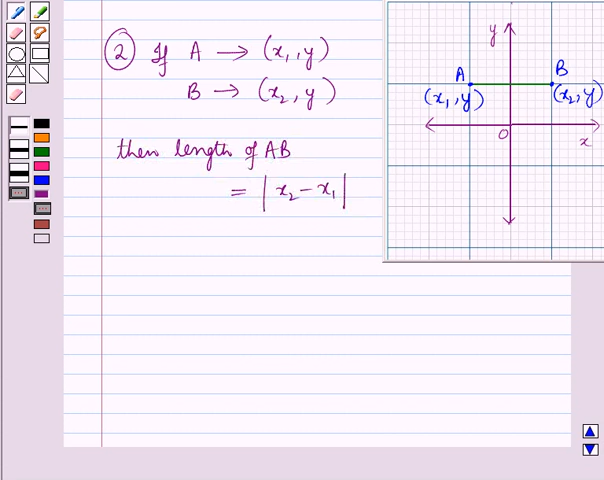 ② If A → (x₁, y)
B → (x₂, y)
then length of AB
= | x₂ − x₁ |
y
A B
(x₁, y) (x₂, y)
O
x